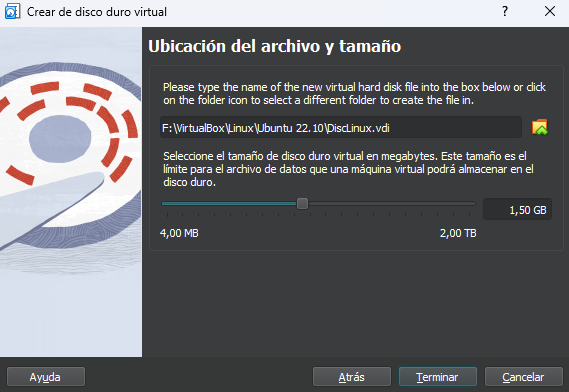 Crear de disco duro virtual
Ubicación del archivo y tamaño
Please type the name of the new virtual hard disk file into the box below or click
on the folder icon to select a different folder to create the file in.
F:\VirtualBox\Linux\Ubuntu 22.10\DiscLinux.vdi
Seleccione el tamaño de disco duro virtual en megabytes. Este tamaño es el
límite para el archivo de datos que una máquina virtual podrá almacenar en el
disco duro.
1,50 GB
4,00 MB 2,00 TB
Ayuda Atrás Terminar Cancelar